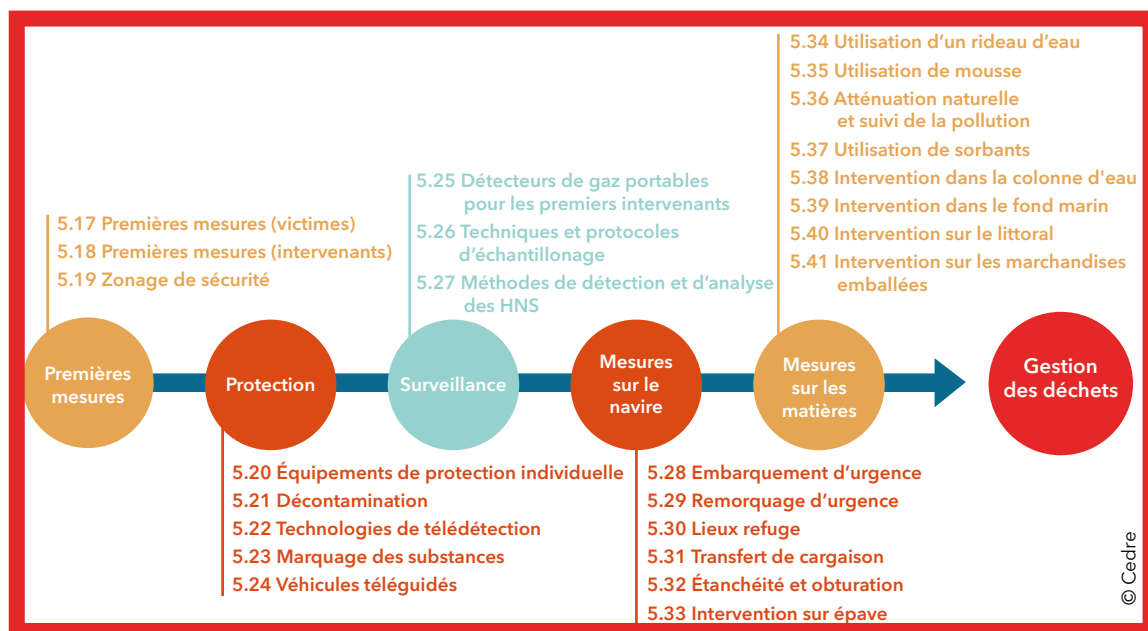 5.34 Utilisation d'un rideau d'eau
5.35 Utilisation de mousse
5.36 Atténuation naturelle
et suivi de la pollution
5.37 Utilisation de sorbants
5.38 Intervention dans la colonne d'eau
5.39 Intervention dans le fond marin
5.40 Intervention sur le littoral
5.41 Intervention sur les marchandises
emballées
5.25 Détecteurs de gaz portables
pour les premiers intervenants
5.26 Techniques et protocoles
d'échantillonage
5.27 Méthodes de détection et d'analyse
des HNS
5.17 Premières mesures (victimes)
5.18 Premières mesures (intervenants)
5.19 Zonage de sécurité
Premières
mesures
Protection
Surveillance
Mesures
sur le
navire
Mesures
sur les
matières
Gestion
des déchets
5.20 Équipements de protection individuelle
5.21 Décontamination
5.22 Technologies de télédétection
5.23 Marquage des substances
5.24 Véhicules téléguidés
5.28 Embarquement d'urgence
5.29 Remorquage d'urgence
5.30 Lieux refuge
5.31 Transfert de cargaison
5.32 Étanchéité et obturation
5.33 Intervention sur épave
© Cedre